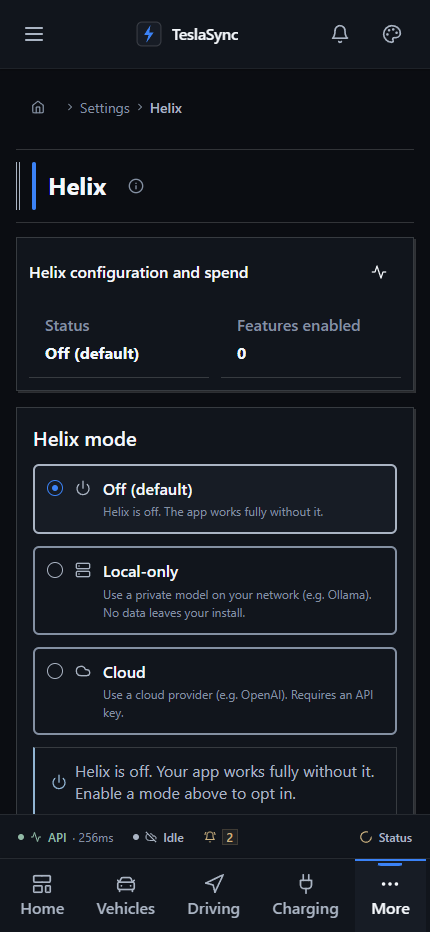 TeslaSync
Settings
Helix
Helix
Helix configuration and spend
Status
Features enabled
Off (default)
0
Helix mode
Off (default)
Helix is off. The app works fully without it.
Local-only
Use a private model on your network (e.g. Ollama).
No data leaves your install.
Cloud
Use a cloud provider (e.g. OpenAI). Requires an API
key.
Helix is off. Your app works fully without it.
Enable a mode above to opt in.
API · 256ms
Idle
2
Status
Home
Vehicles
Driving
Charging
More